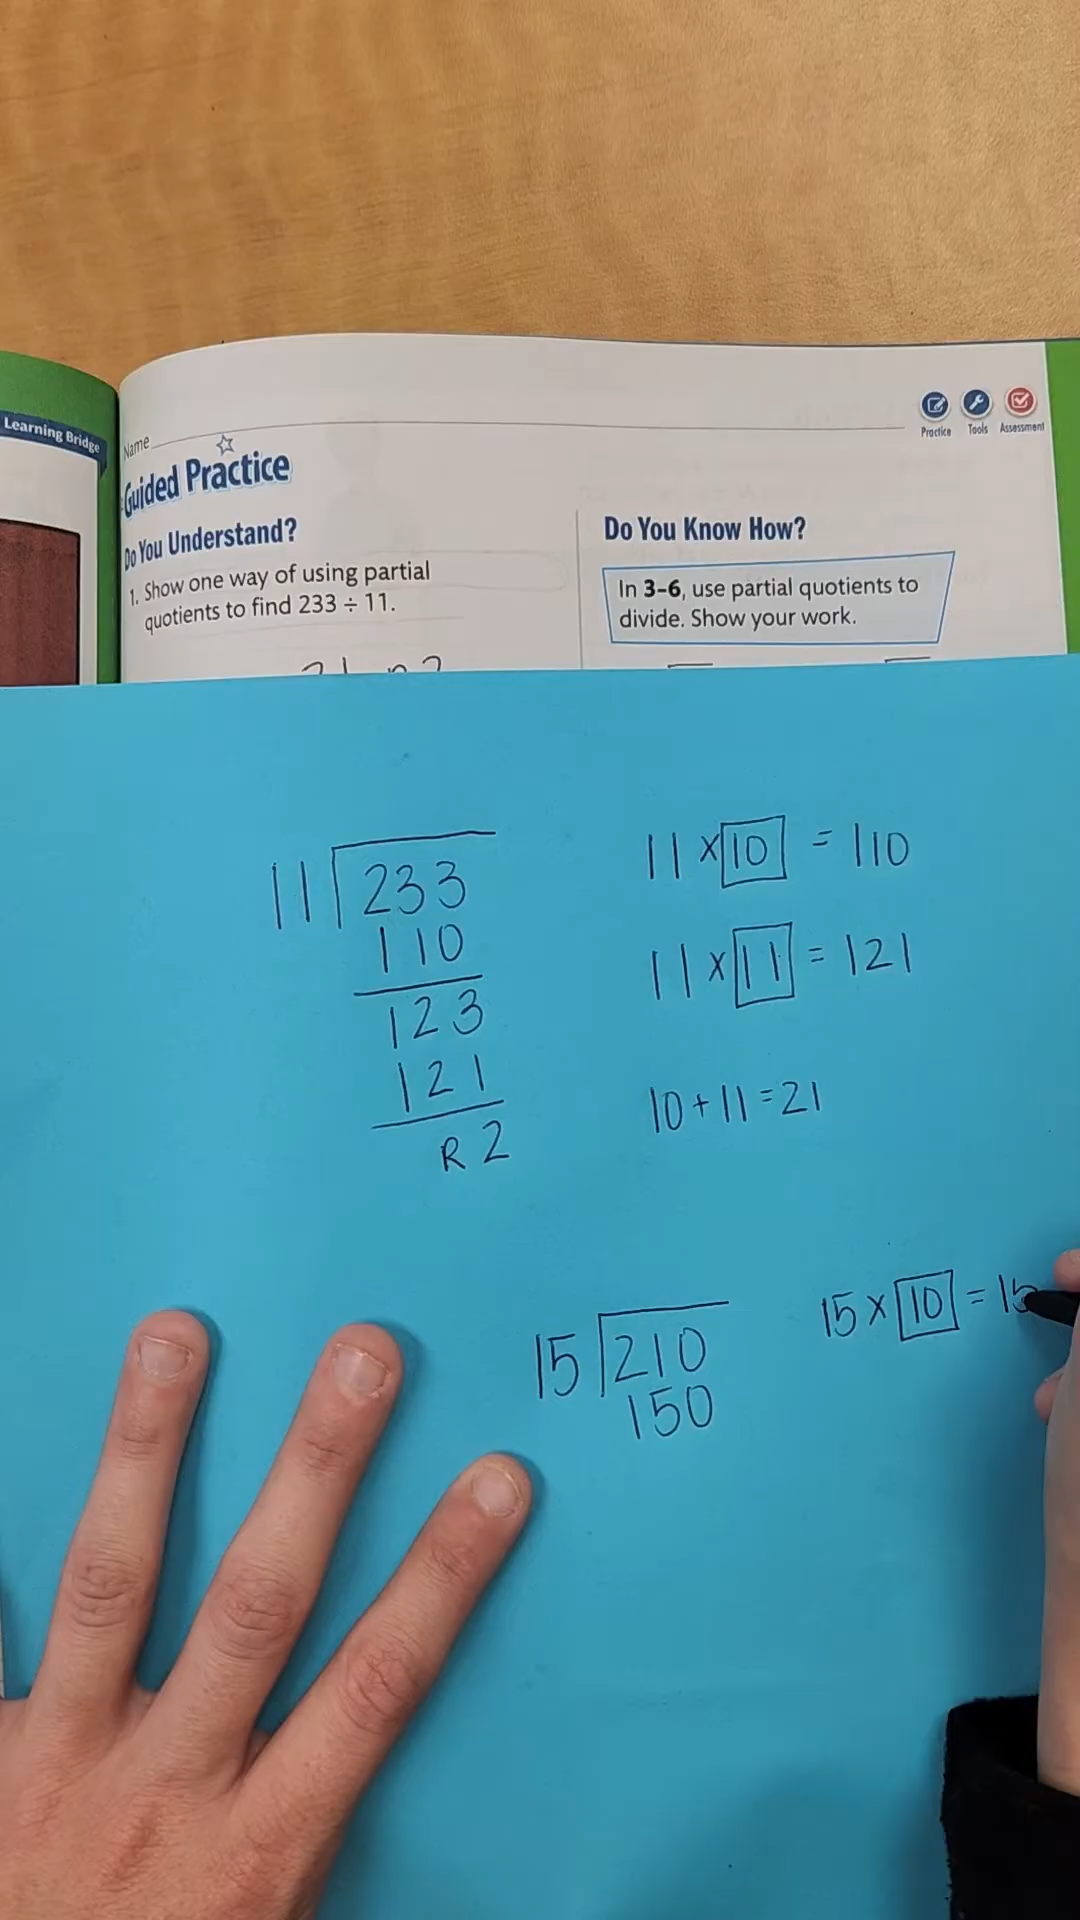 Learning Bridge
Name
Practice Tools Assessment
Guided Practice
Do You Understand?
1. Show one way of using partial
quotients to find 233 ÷ 11.
Do You Know How?
In 3–6, use partial quotients to
divide. Show your work.
11 233
110
123
121
R 2
11 × 10 = 110
11 × 11 = 121
10 + 11 = 21
15 210
150
15 × 10 = 15